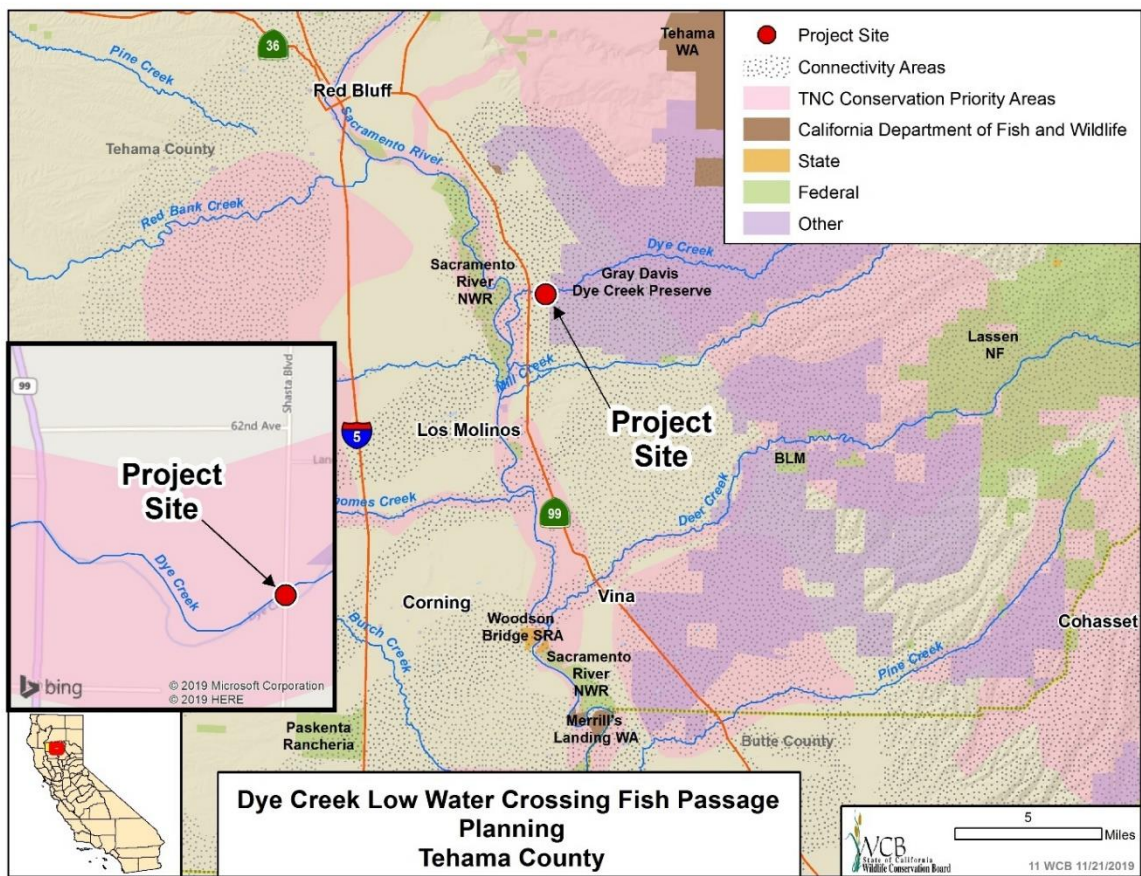 36
Pine Creek
Red Bluff
Sacramento River
Tehama County
Red Bank Creek
Tehama
WA
Project Site
Connectivity Areas
TNC Conservation Priority Areas
California Department of Fish and Wildlife
State
Federal
Other
Dye Creek
Sacramento
River
NWR
Gray Davis
Dye Creek Preserve
Lassen
NF
Mill Creek
Project
Site
5
Los Molinos
BLM
Deer Creek
omes Creek
99
Corning
Vina
Woodson
Bridge SRA
Burch Creek
Sacramento
River
NWR
Cohasset
Pine Creek
Merrill's
Landing WA
Butte County
Paskenta
Rancheria
99
Shasta Blvd
62nd Ave
Project
Site
Dye Creek
bing
© 2019 Microsoft Corporation
© 2019 HERE
Dye Creek Low Water Crossing Fish Passage
Planning
Tehama County
WCB
State of California
Wildlife Conservation Board
5
Miles
11 WCB 11/21/2019